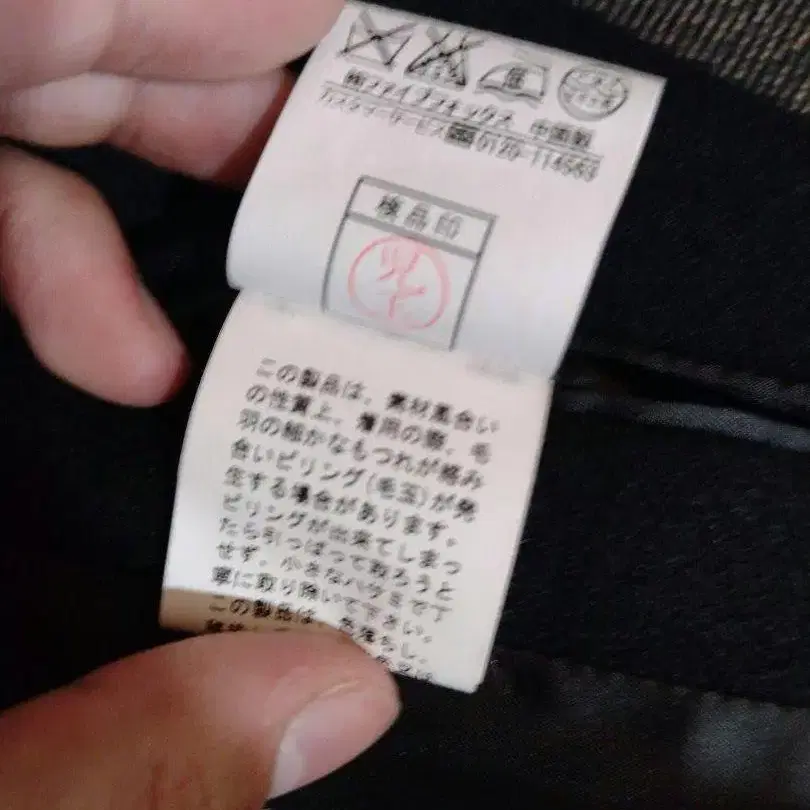 ㈱ファイブフォックス 中国製
カスタマーサービス 0120-114563
検品印
この製品は、素材風合い
の性質上、着用の際、毛
羽の細かなもつれが絡み
合いピリング(毛玉)が発
生する場合があります。
ピリングが出来てしまっ
たら引っぱって取ろうと
せず、小さなハサミで丁
寧に取り除いて下さい。
この製品は、色落ちし、